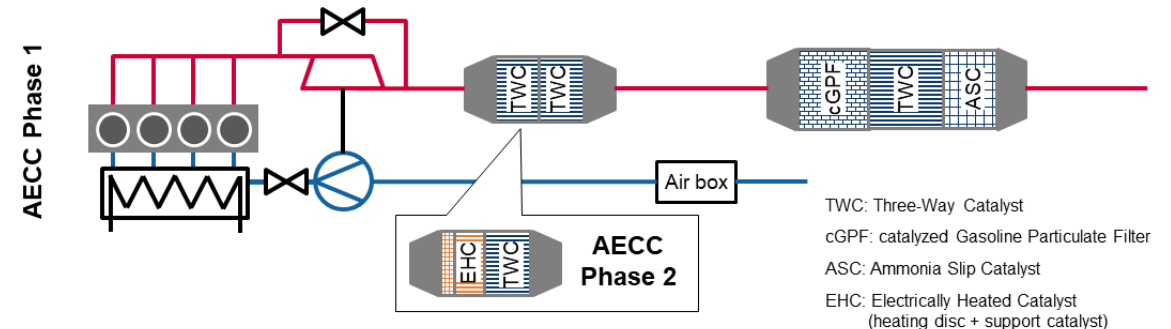 AECC Phase 1
TWC
TWC
cGPF
TWC
ASC
Air box
EHC
TWC
AECC
Phase 2
TWC: Three-Way Catalyst
cGPF: catalyzed Gasoline Particulate Filter
ASC: Ammonia Slip Catalyst
EHC: Electrically Heated Catalyst
(heating disc + support catalyst)